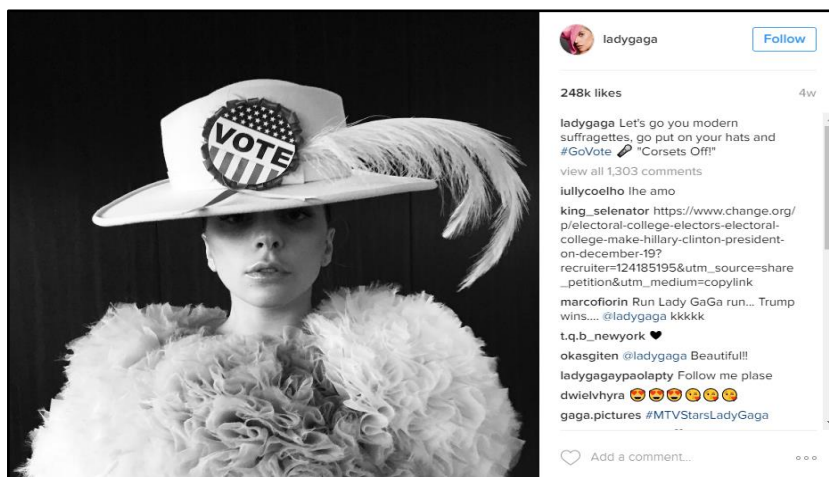 VOTE
ladygaga
Follow
248k likes 4w
ladygaga Let's go you modern
suffragettes, go put on your hats and
#GoVote 🎤 "Corsets Off!"
view all 1,303 comments
iullycoelho lhe amo
king_selenator https://www.change.org/
p/electoral-college-electors-electoral-
college-make-hillary-clinton-president-
on-december-19?
recruiter=124185195&utm_source=share
_petition&utm_medium=copylink
marcofiorin Run Lady GaGa run... Trump
wins.... @ladygaga kkkkk
t.q.b_newyork ♥
okasgiten @ladygaga Beautiful!!
ladygagaypaolapty Follow me plase
dwielvhyra 😍😍😍😘😘😘
gaga.pictures #MTVStarsLadyGaga
Add a comment...